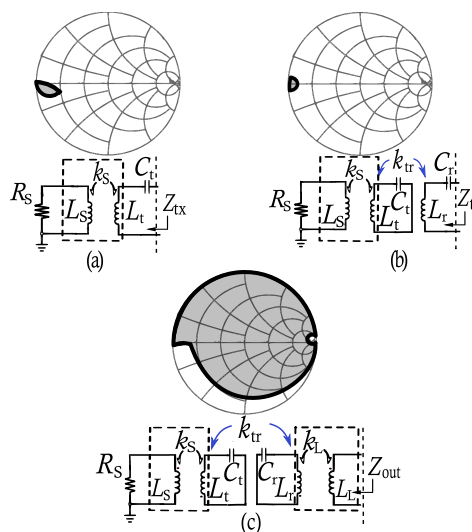 k_S C_t
R_S L_S L_t Z_tx
(a)
k_S k_tr C_r
R_S L_S L_t C_t L_r Z_t
(b)
k_S k_tr k_L
R_S L_S L_t C_t C_r L_r L_L Z_out
(c)